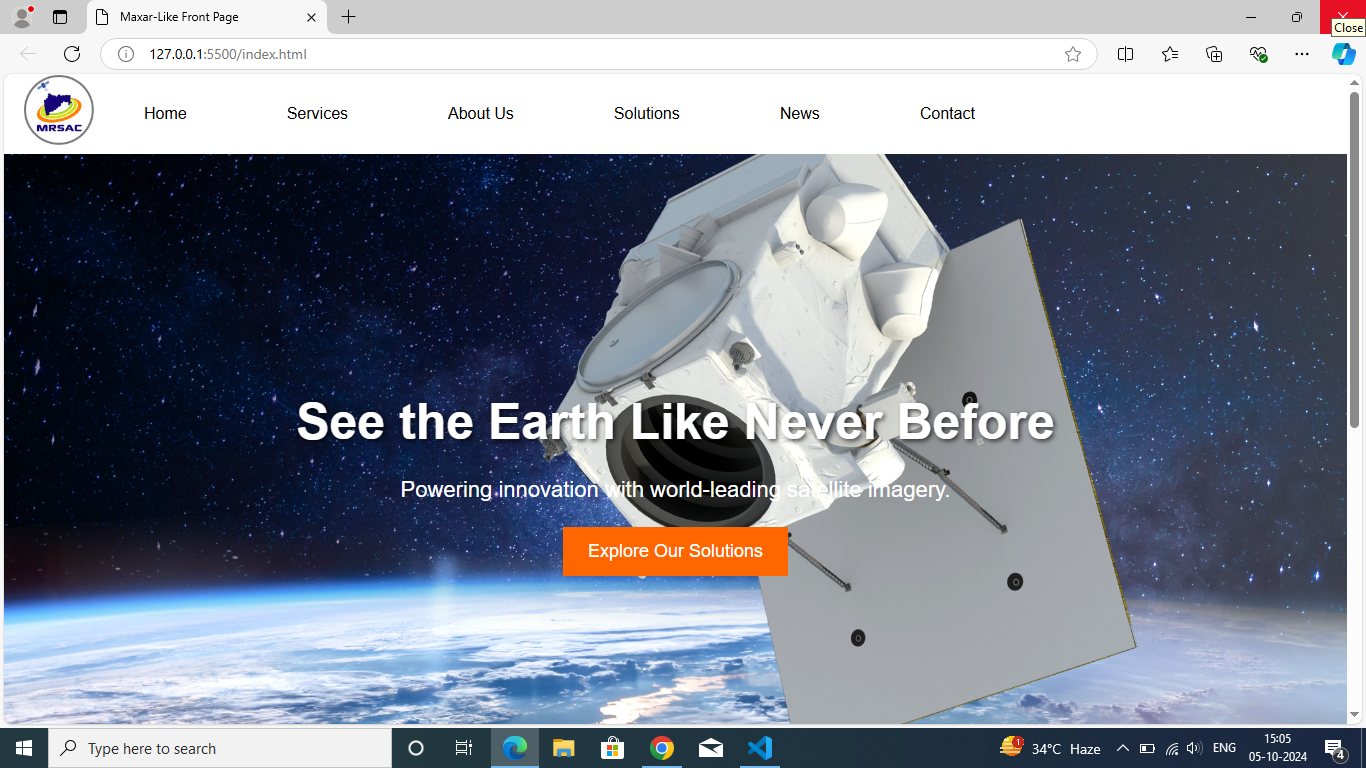 Maxar-Like Front Page
Close
127.0.0.1:5500/index.html
MRSAC
Home
Services
About Us
Solutions
News
Contact
See the Earth Like Never Before
Powering innovation with world-leading satellite imagery.
Explore Our Solutions
Type here to search
1
34°C Haze
ENG
15:05
05-10-2024
4